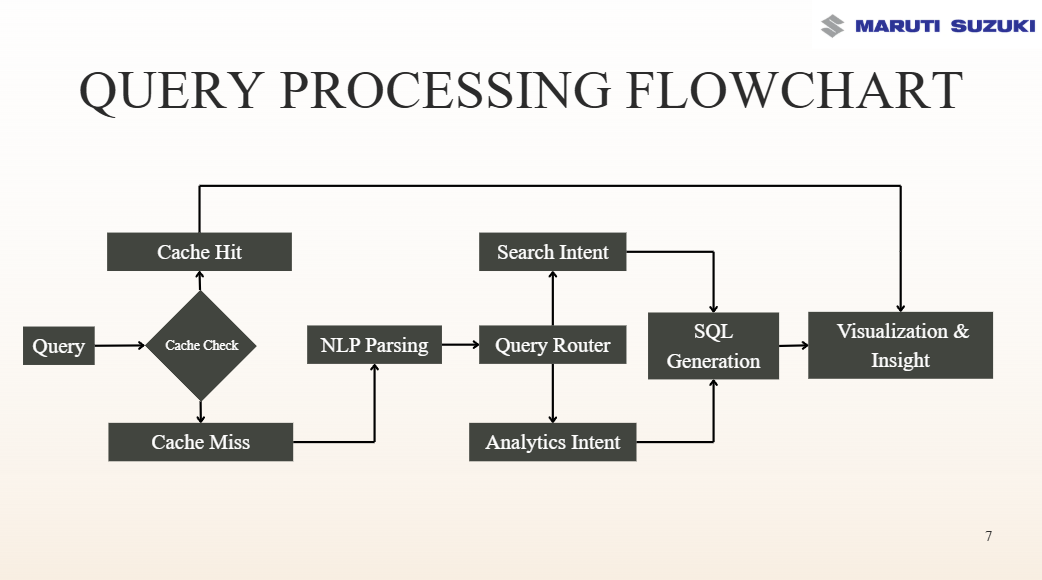 MARUTI SUZUKI
QUERY PROCESSING FLOWCHART
Cache Hit
Search Intent
Query
Cache Check
NLP Parsing
Query Router
SQL
Generation
Visualization &
Insight
Cache Miss
Analytics Intent
7